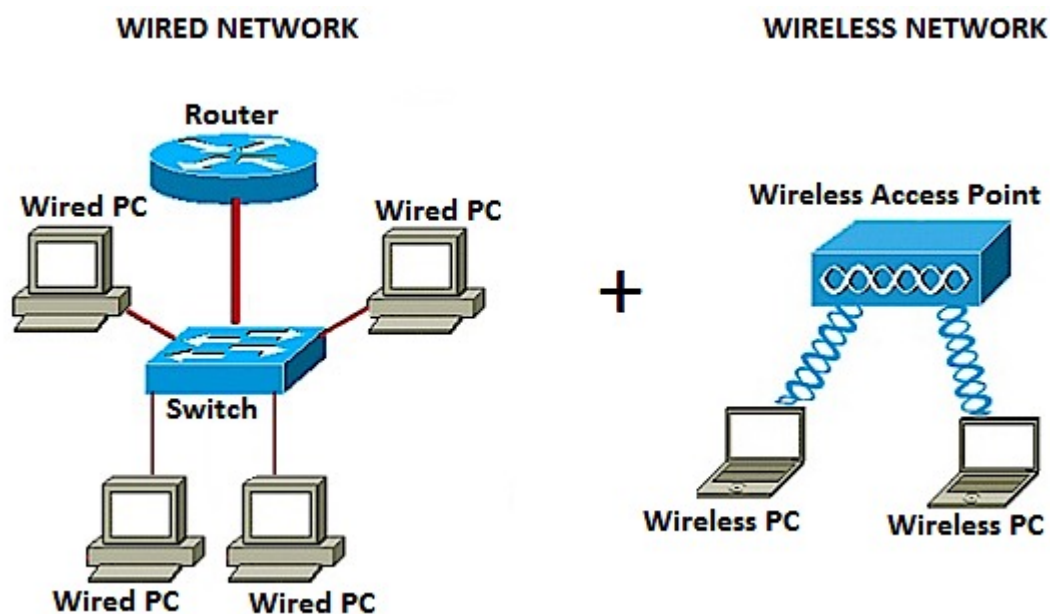 WIRED NETWORK
WIRELESS NETWORK
Router
Wired PC
Wired PC
Switch
Wired PC
Wired PC
+
Wireless Access Point
Wireless PC
Wireless PC